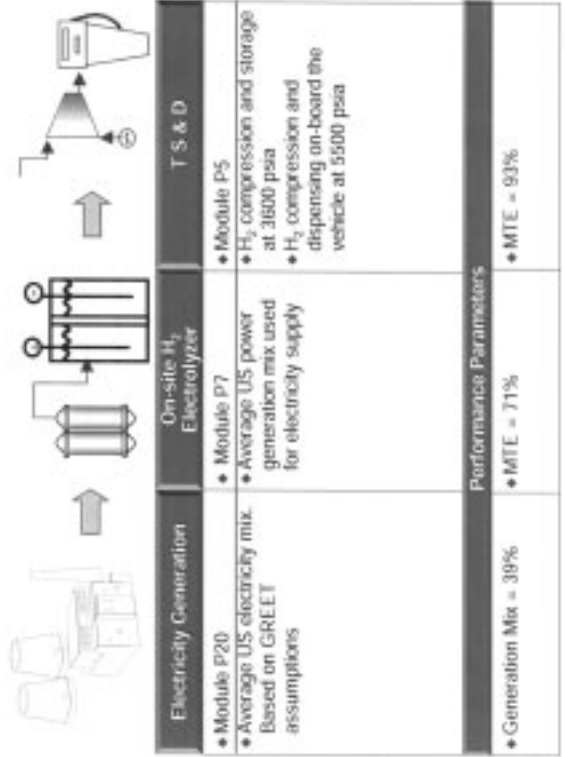 Electricity Generation
On-site H₂
Electrolyzer
T S & D
◆ Module P20
◆ Module P7
◆ Module P5
◆ Average US electricity mix.
Based on GREET
assumptions
◆ Average US power
generation mix used
for electricity supply
◆ H₂ compression and storage
at 3600 psia
◆ H₂ compression and
dispensing on-board the
vehicle at 5500 psia
Performance Parameters
◆ Generation Mix = 39%
◆ MTE = 71%
◆ MTE = 93%